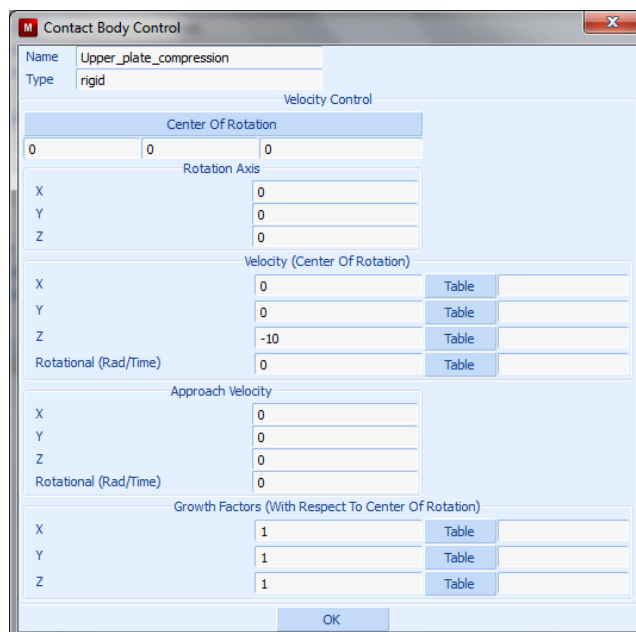 M Contact Body Control
Name Upper_plate_compression
Type rigid
Velocity Control
Center Of Rotation
0 0 0
Rotation Axis
X 0
Y 0
Z 0
Velocity (Center Of Rotation)
X 0 Table
Y 0 Table
Z -10 Table
Rotational (Rad/Time) 0 Table
Approach Velocity
X 0
Y 0
Z 0
Rotational (Rad/Time) 0
Growth Factors (With Respect To Center Of Rotation)
X 1 Table
Y 1 Table
Z 1 Table
OK